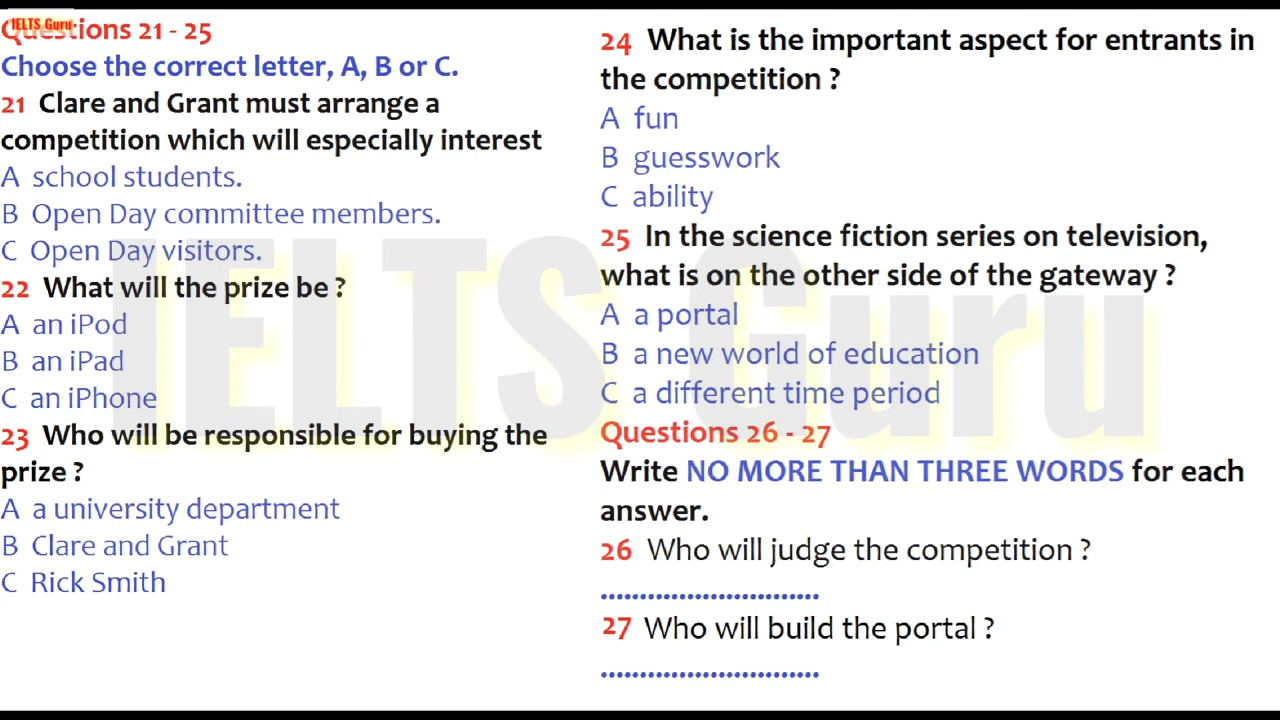 IELTS Guru
Questions 21 - 25
Choose the correct letter, A, B or C.
21 Clare and Grant must arrange a
competition which will especially interest
A school students.
B Open Day committee members.
C Open Day visitors.
22 What will the prize be ?
A an iPod
B an iPad
C an iPhone
23 Who will be responsible for buying the
prize ?
A a university department
B Clare and Grant
C Rick Smith
24 What is the important aspect for entrants in
the competition ?
A fun
B guesswork
C ability
25 In the science fiction series on television,
what is on the other side of the gateway ?
A a portal
B a new world of education
C a different time period
Questions 26 - 27
Write NO MORE THAN THREE WORDS for each
answer.
26 Who will judge the competition ?
............................
27 Who will build the portal ?
............................
IELTS Guru